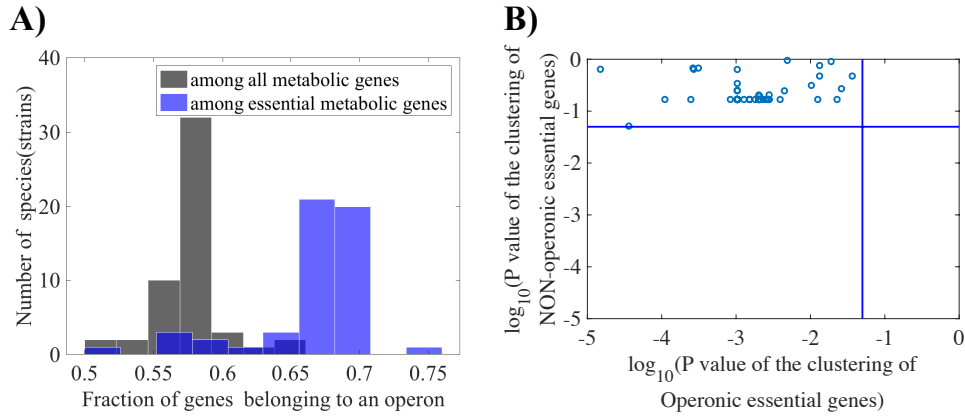 A)
40
30
20
10
0
Number of species(strains)
among all metabolic genes
among essential metabolic genes
0.5 0.55 0.6 0.65 0.7 0.75
Fraction of genes belonging to an operon
B)
log10(P value of the clustering of
NON-operonic essential genes)
0
-1
-2
-3
-4
-5
-5 -4 -3 -2 -1 0
log10(P value of the clustering of
Operonic essential genes)